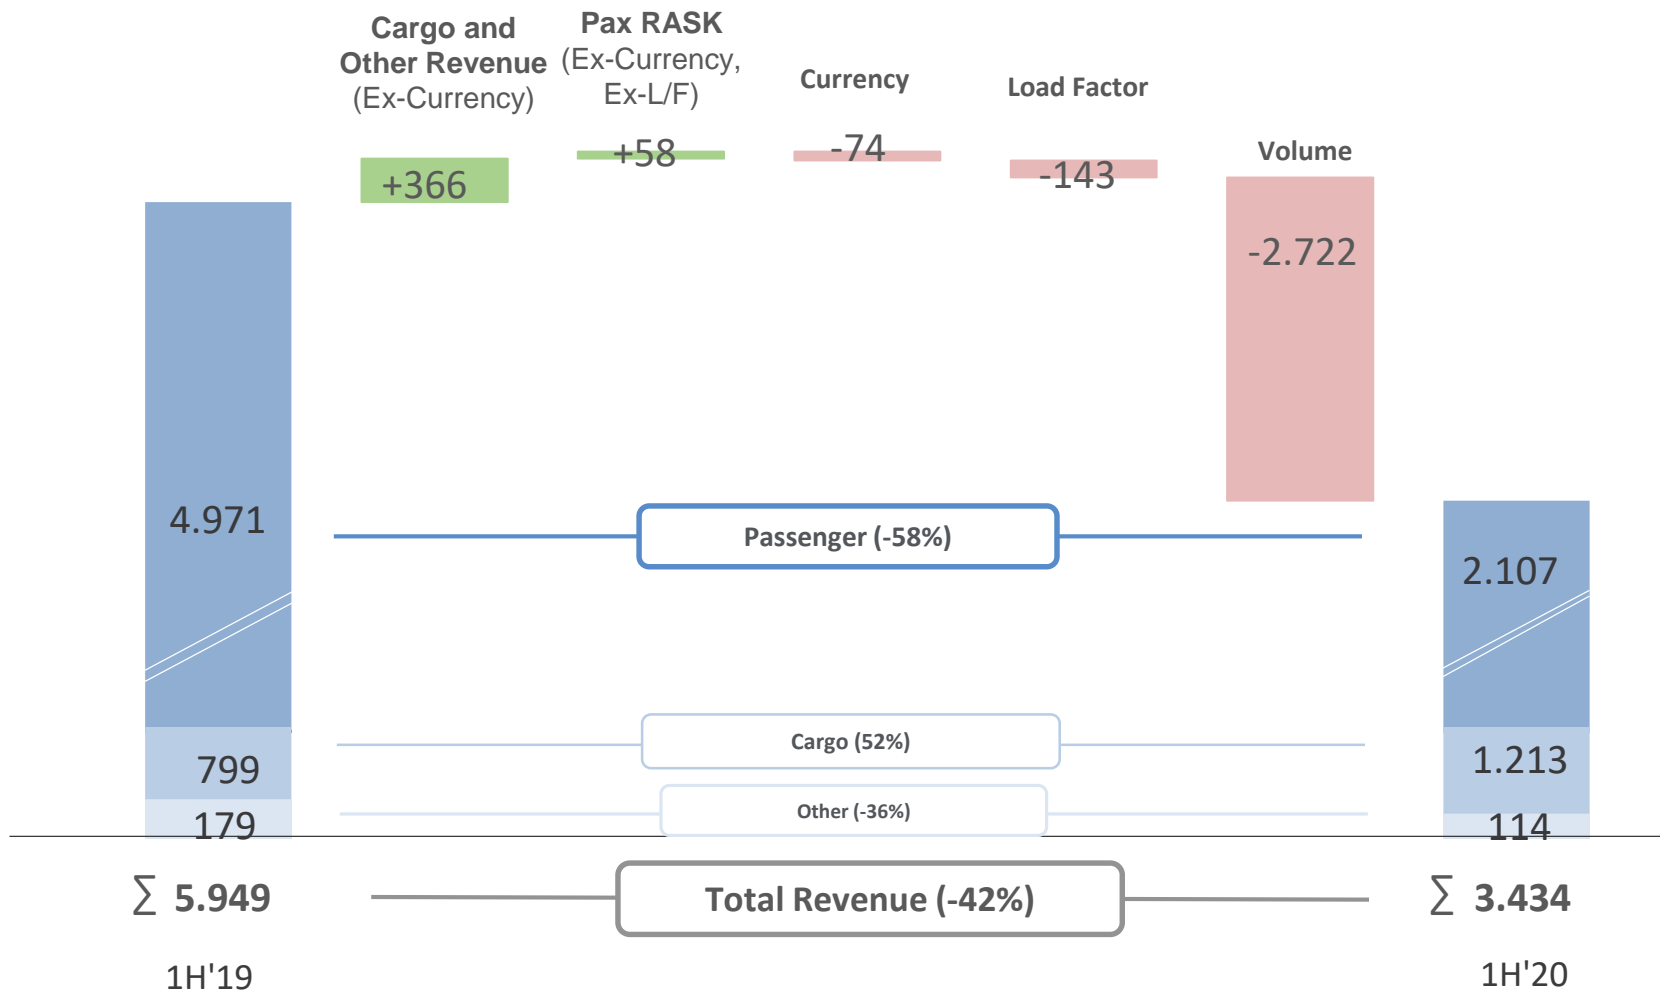 Cargo and
Other Revenue
(Ex-Currency)
Pax RASK
(Ex-Currency,
Ex-L/F)
Currency
Load Factor
Volume
+366
+58
-74
-143
-2.722
4.971
Passenger (-58%)
2.107
799
Cargo (52%)
1.213
179
Other (-36%)
114
∑ 5.949
Total Revenue (-42%)
∑ 3.434
1H'19
1H'20